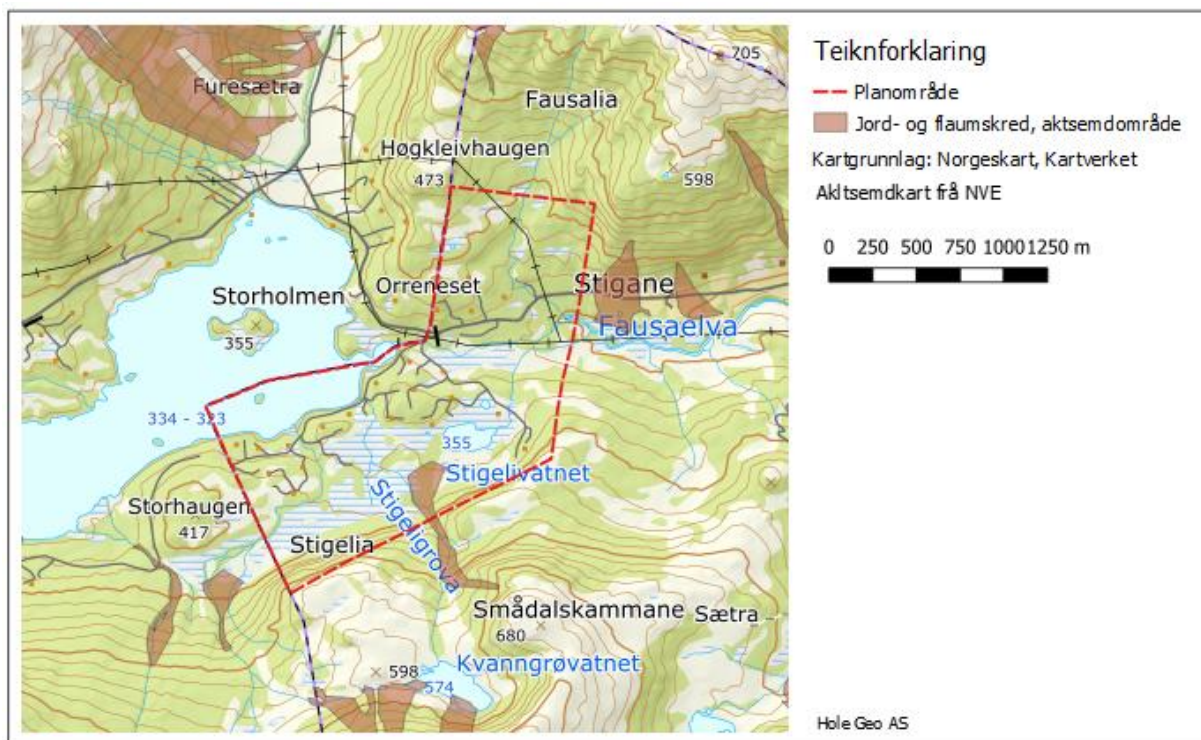 Furesætra
705
Fausalia
Høgkleivhaugen
473
598
Orreneset
Stigane
Storholmen
355
Fausaelva
334 - 323
355
Stigelivatnet
Storhaugen
417
Stigeligrova
Stigelia
Smådalskammane
Sætra
680
598
Kvanngrøvatnet
574
Teiknforklaring
Planområde
Jord- og flaumskred, aktsemdområde
Kartgrunnlag: Norgeskart, Kartverket
Akltsemdkart frå NVE
0 250 500 750 1000 1250 m
Hole Geo AS